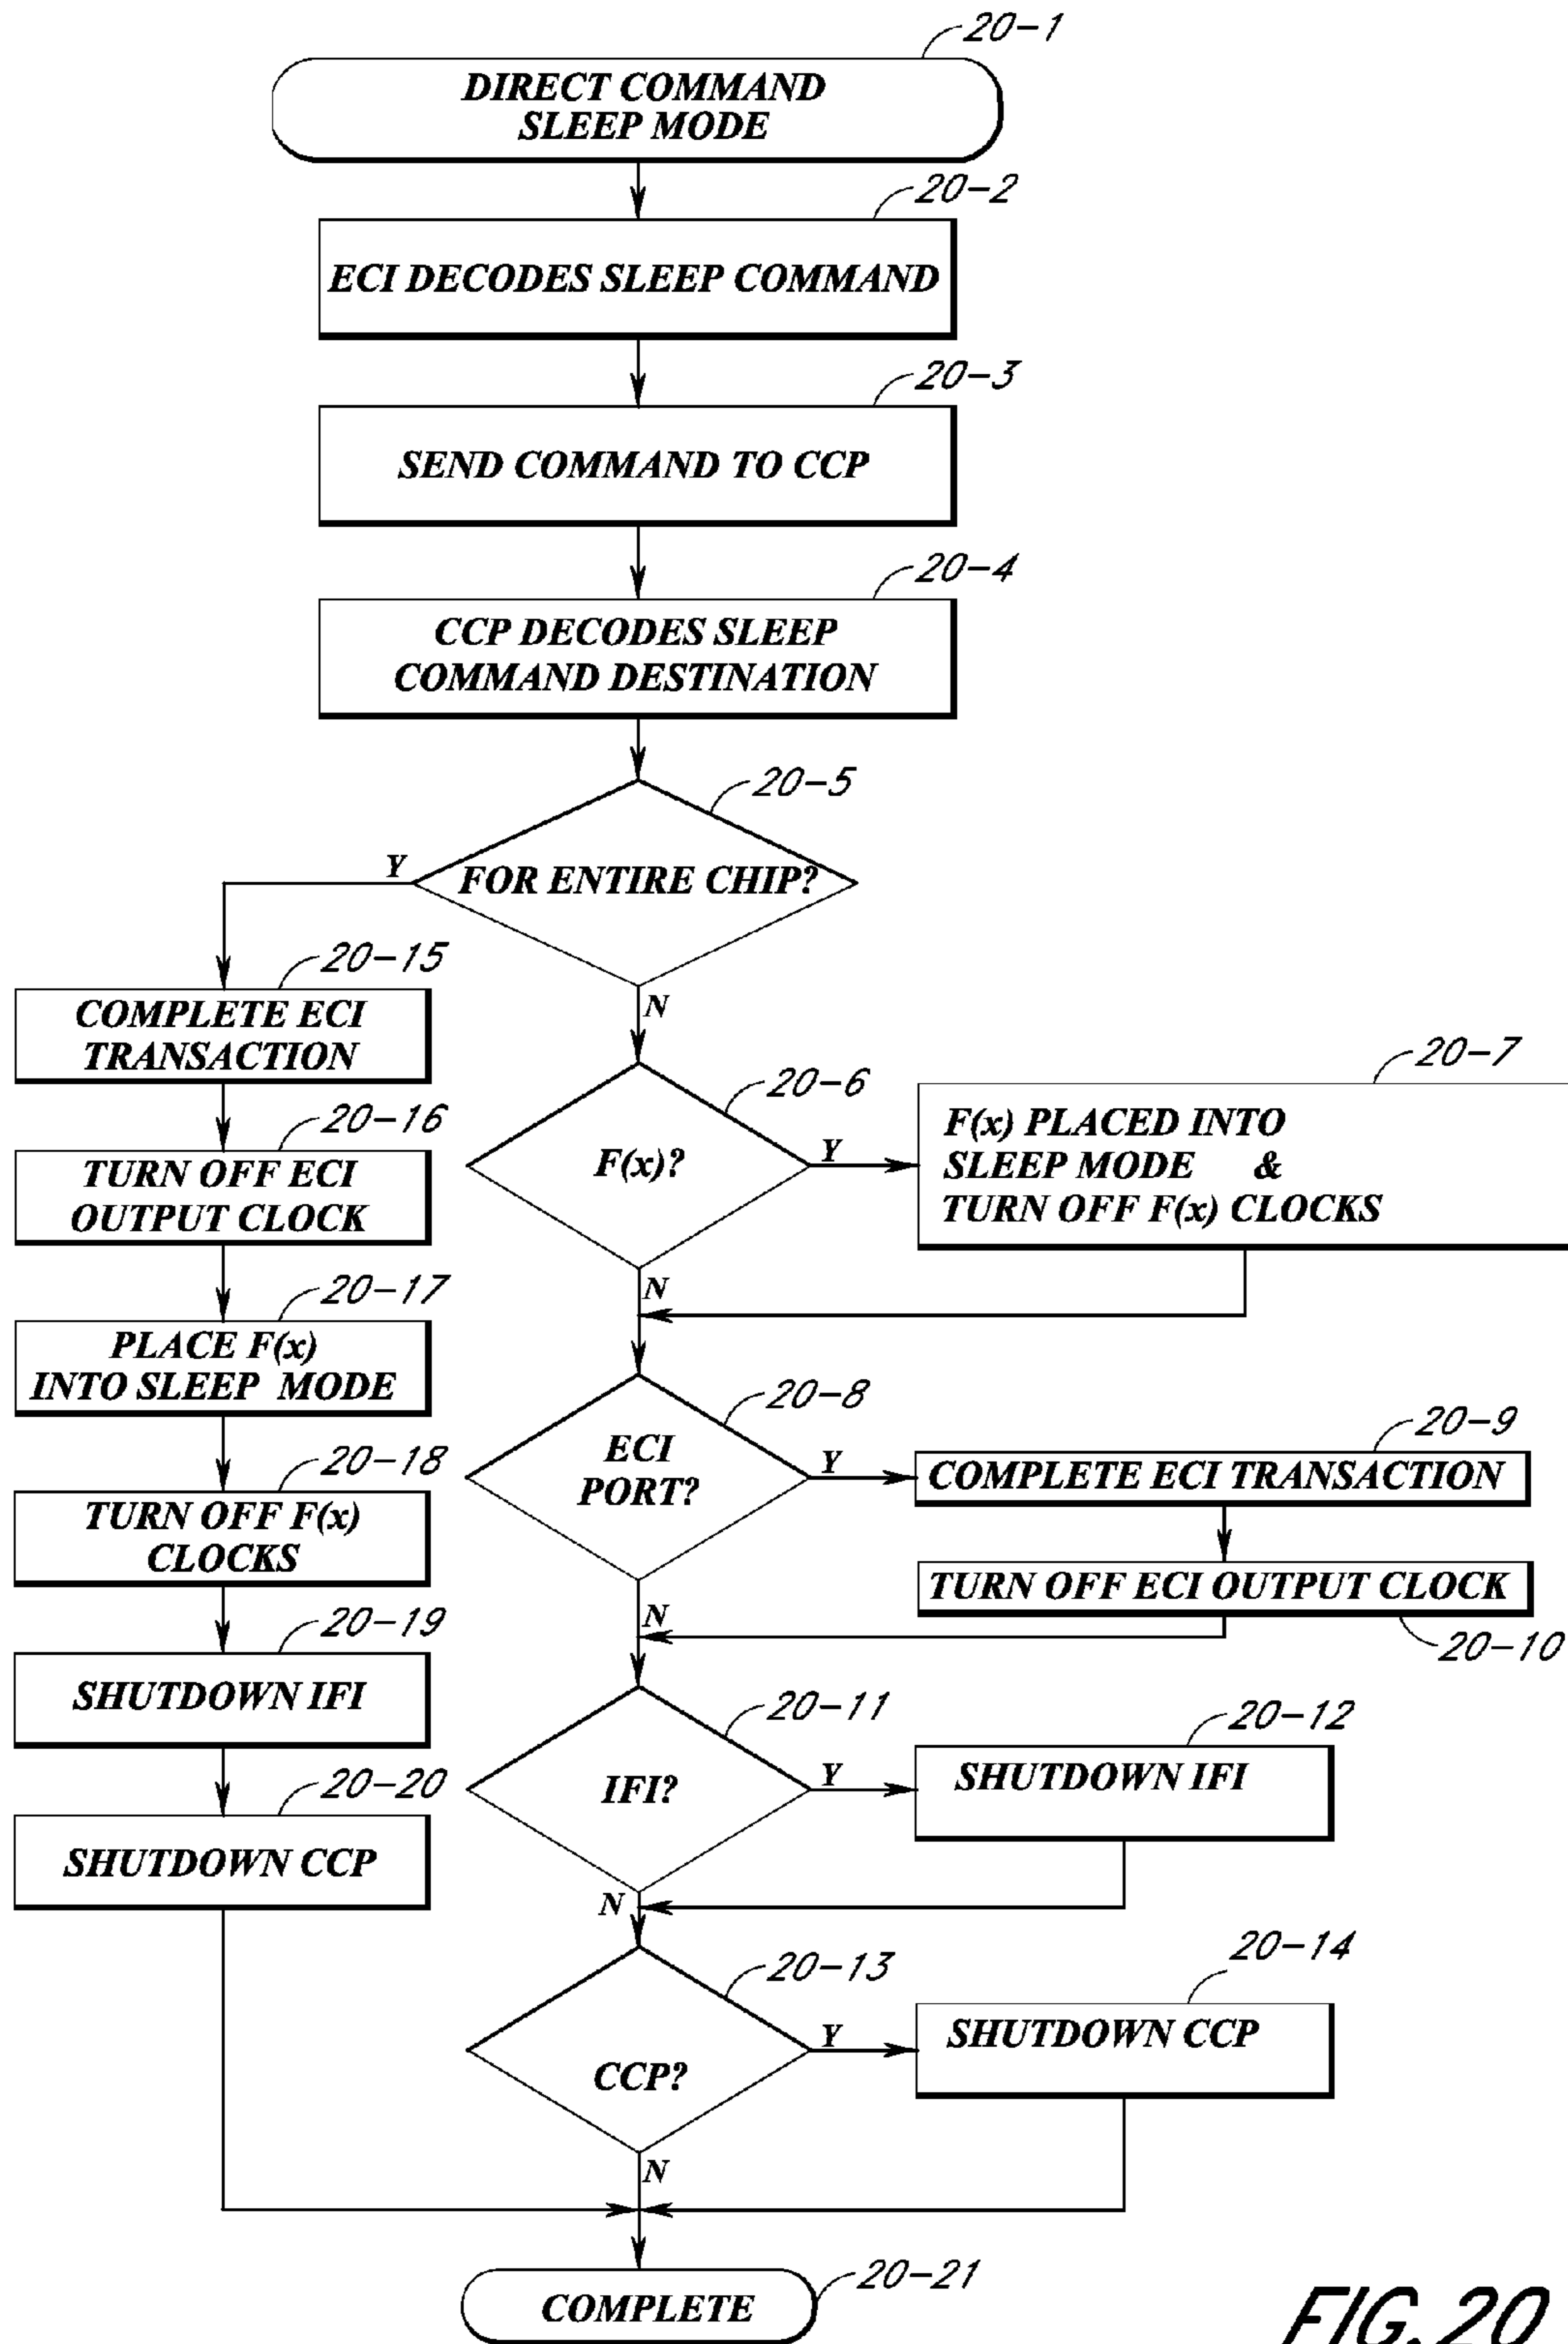 20-1
DIRECT COMMAND
SLEEP MODE
20-2
ECI DECODES SLEEP COMMAND
20-3
SEND COMMAND TO CCP
20-4
CCP DECODES SLEEP
COMMAND DESTINATION
20-5
Y
FOR ENTIRE CHIP?
N
20-15
COMPLETE ECI
TRANSACTION
20-16
TURN OFF ECI
OUTPUT CLOCK
20-17
PLACE F(x)
INTO SLEEP MODE
20-18
TURN OFF F(x)
CLOCKS
20-19
SHUTDOWN IFI
20-20
SHUTDOWN CCP
20-6
F(x)?
Y
N
20-7
F(x) PLACED INTO
SLEEP MODE &
TURN OFF F(x) CLOCKS
20-8
ECI
PORT?
Y
N
20-9
COMPLETE ECI TRANSACTION
TURN OFF ECI OUTPUT CLOCK
20-10
20-11
IFI?
Y
N
20-12
SHUTDOWN IFI
20-13
CCP?
Y
N
20-14
SHUTDOWN CCP
COMPLETE
20-21
FIG.20